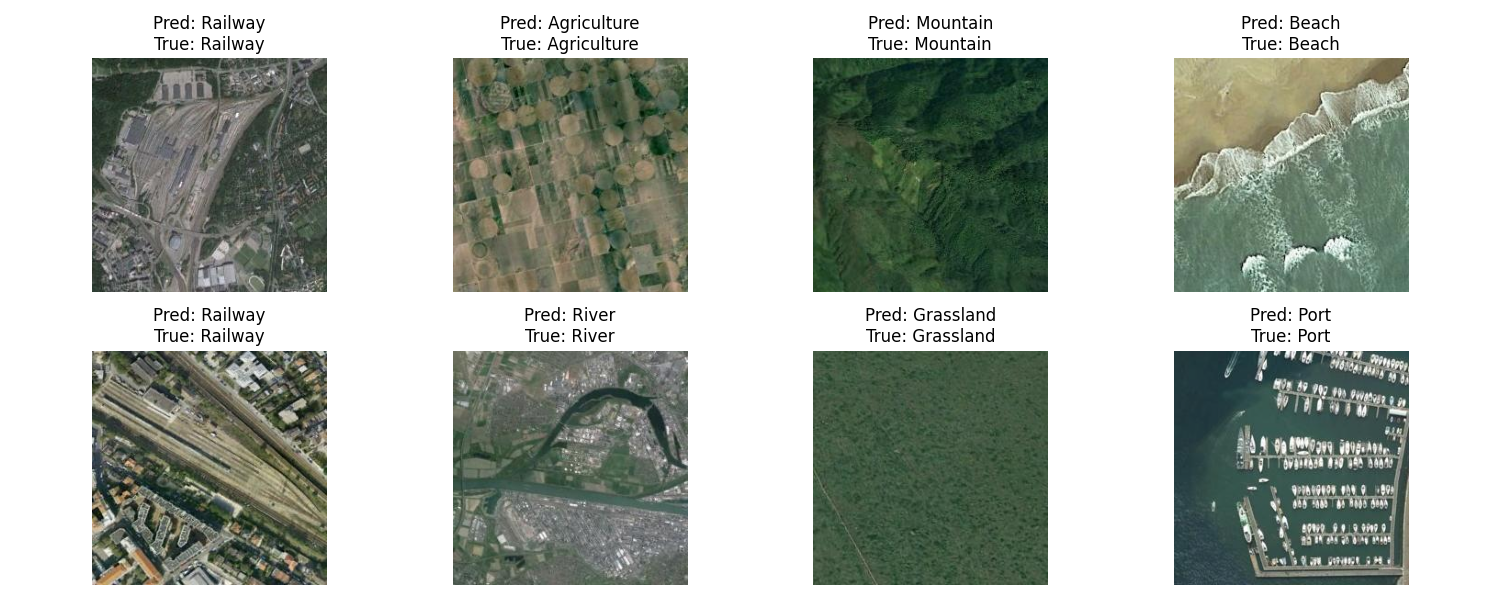 Pred: Railway
True: Railway
Pred: Agriculture
True: Agriculture
Pred: Mountain
True: Mountain
Pred: Beach
True: Beach
Pred: Railway
True: Railway
Pred: River
True: River
Pred: Grassland
True: Grassland
Pred: Port
True: Port